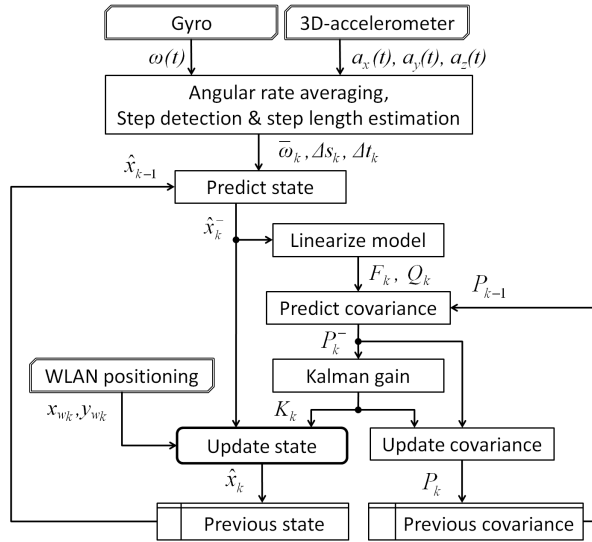 Gyro
3D-accelerometer
ω(t)
a_x(t), a_y(t), a_z(t)
Angular rate averaging,
Step detection & step length estimation
ω̅_k, Δs_k, Δt_k
x̂_{k-1}
Predict state
x̂_k^-
Linearize model
F_k, Q_k
P_{k-1}
Predict covariance
P_k^-
WLAN positioning
Kalman gain
x_{wk}, y_{wk}
K_k
Update state
Update covariance
x̂_k
P_k
Previous state
Previous covariance